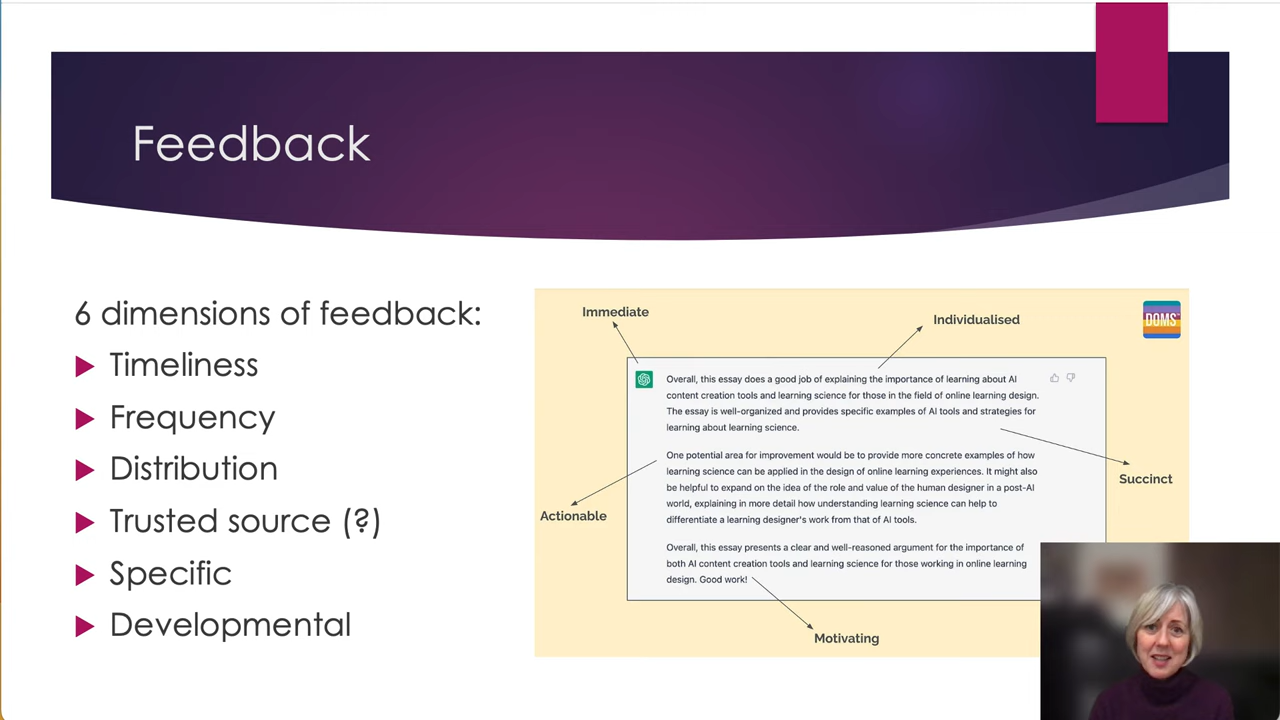 Feedback
6 dimensions of feedback:
Timeliness
Frequency
Distribution
Trusted source (?)
Specific
Developmental
Immediate
Individualised
DOMS™
Overall, this essay does a good job of explaining the importance of learning about AI
content creation tools and learning science for those in the field of online learning design.
The essay is well-organized and provides specific examples of AI tools and strategies for
learning about learning science.
One potential area for improvement would be to provide more concrete examples of how
learning science can be applied in the design of online learning experiences. It might also
be helpful to expand on the idea of the role and value of the human designer in a post-AI
world, explaining in more detail how understanding learning science can help to
differentiate a learning designer's work from that of AI tools.
Overall, this essay presents a clear and well-reasoned argument for the importance of
both AI content creation tools and learning science for those working in online learning
design. Good work!
Succinct
Actionable
Motivating